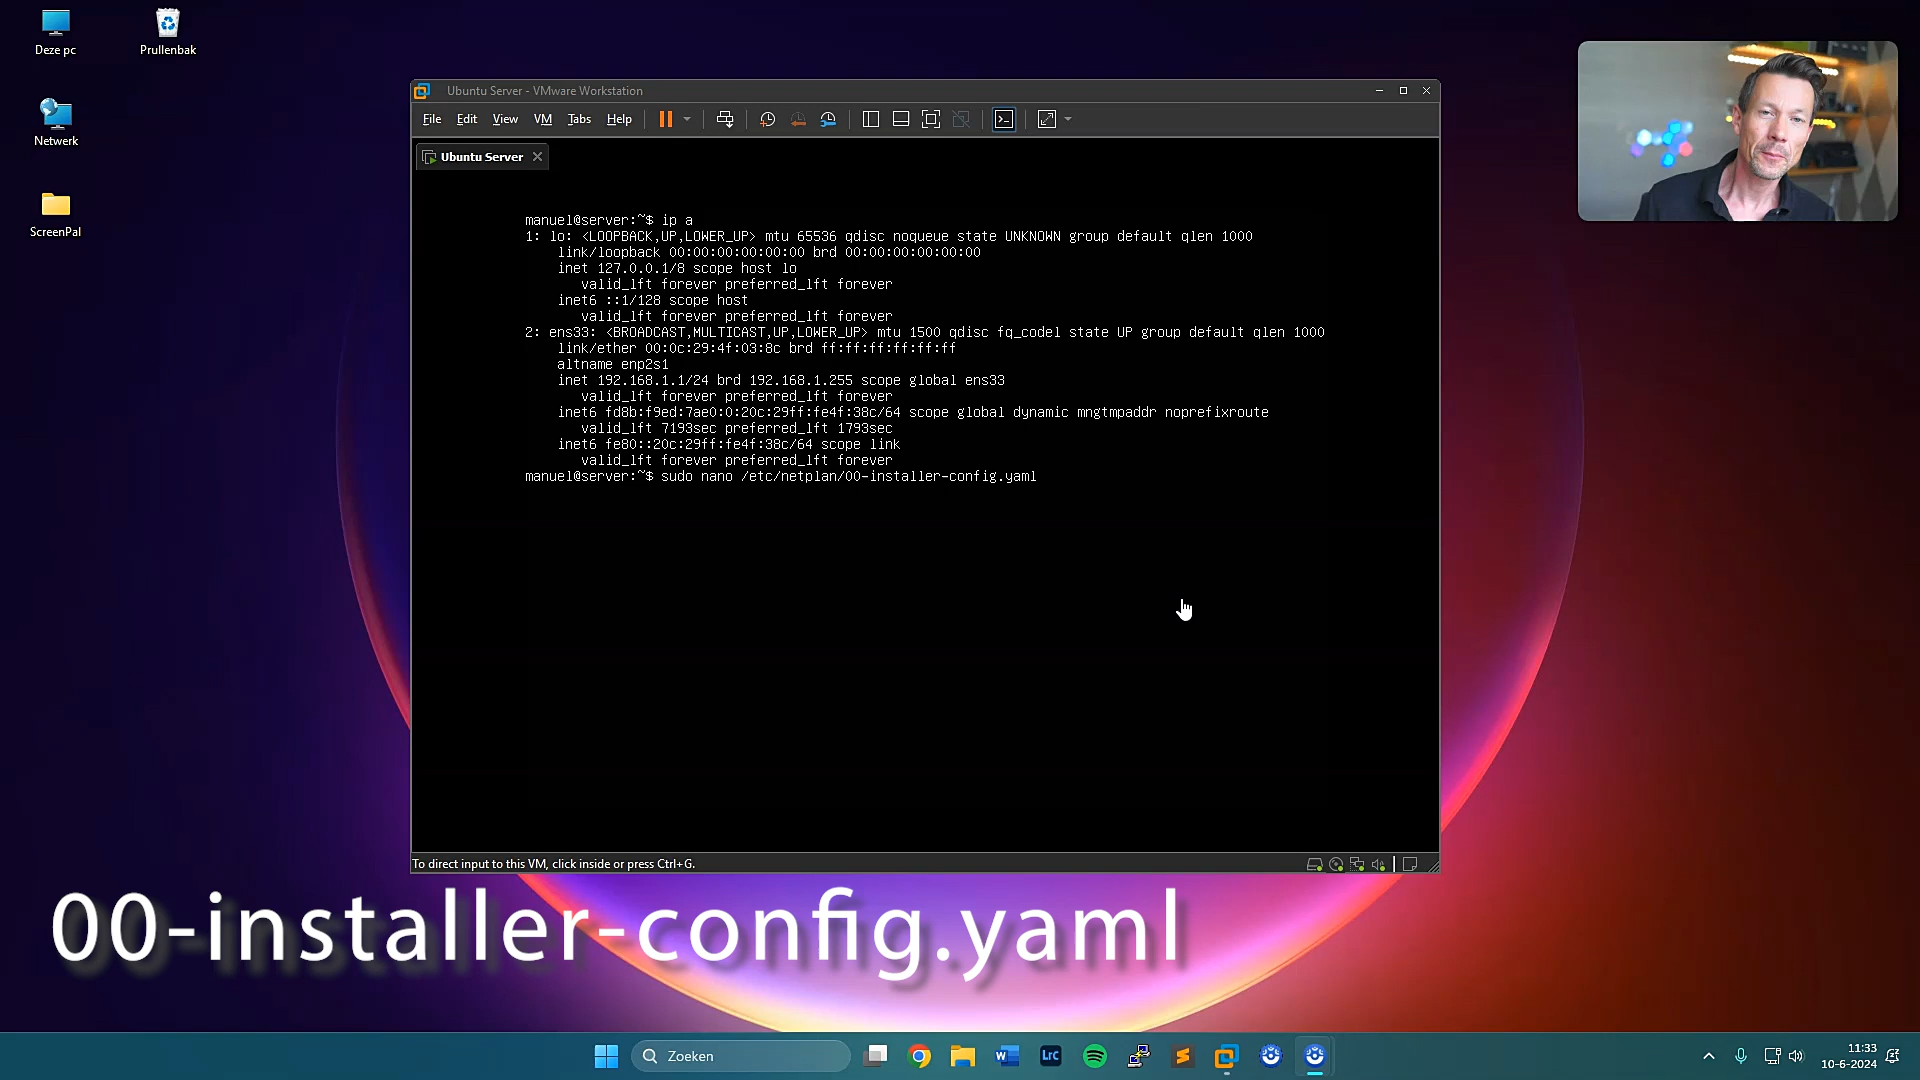 Deze pc
Prullenbak
Netwerk
ScreenPal
Ubuntu Server - VMware Workstation
File Edit View VM Tabs Help
Ubuntu Server
manuel@server:~$ ip a
1: lo: <LOOPBACK,UP,LOWER_UP> mtu 65536 qdisc noqueue state UNKNOWN group default qlen 1000
link/loopback 00:00:00:00:00:00 brd 00:00:00:00:00:00
inet 127.0.0.1/8 scope host lo
valid_lft forever preferred_lft forever
inet6 ::1/128 scope host
valid_lft forever preferred_lft forever
2: ens33: <BROADCAST,MULTICAST,UP,LOWER_UP> mtu 1500 qdisc fq_codel state UP group default qlen 1000
link/ether 00:0c:29:4f:03:8c brd ff:ff:ff:ff:ff:ff
altname enp2s1
inet 192.168.1.1/24 brd 192.168.1.255 scope global ens33
valid_lft forever preferred_lft forever
inet6 fd8b:f9ed:7ae0:0:20c:29ff:fe4f:38c/64 scope global dynamic mngtmpaddr noprefixroute
valid_lft 7193sec preferred_lft 1793sec
inet6 fe80::20c:29ff:fe4f:38c/64 scope link
valid_lft forever preferred_lft forever
manuel@server:~$ sudo nano /etc/netplan/00-installer-config.yaml
To direct input to this VM, click inside or press Ctrl+G.
00-installer-config.yaml
Zoeken
W
Lrc
11:33
10-6-2024